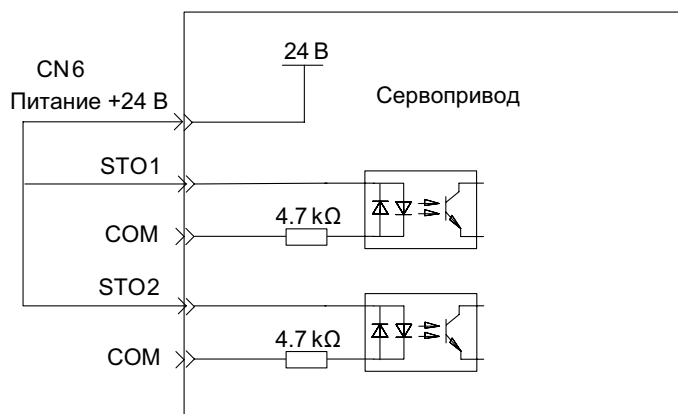 24 В
CN6
Питание +24 В
Сервопривод
STO1
4.7 kΩ
COM
STO2
4.7 kΩ
COM